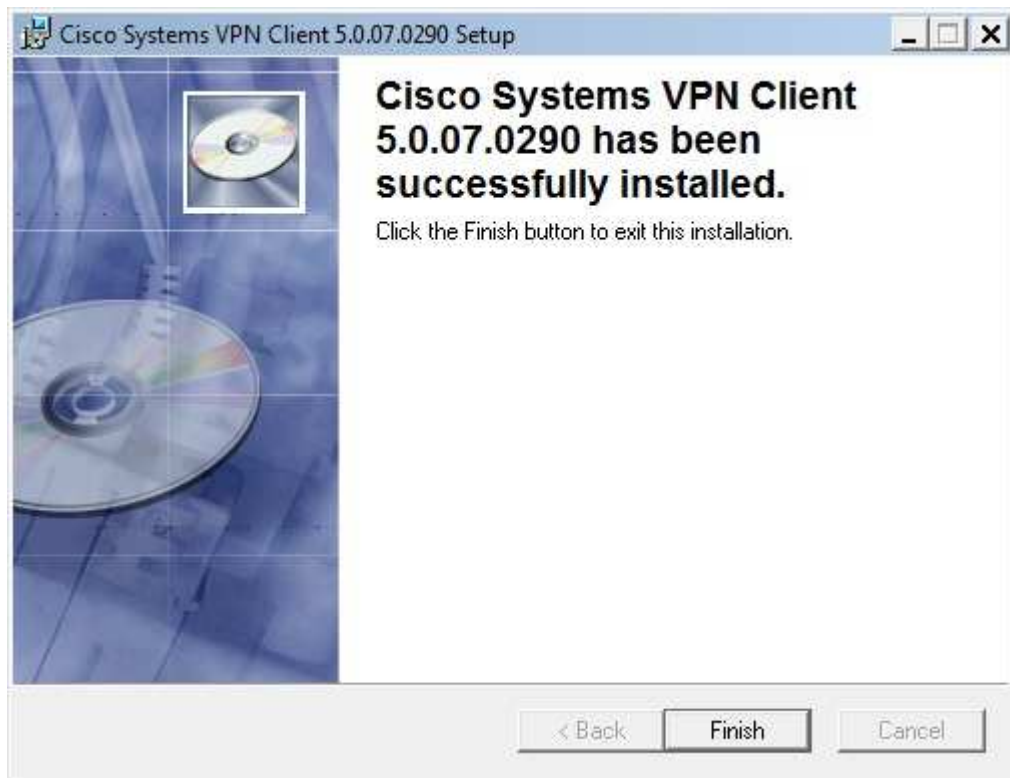 Cisco Systems VPN Client 5.0.07.0290 Setup
Cisco Systems VPN Client
5.0.07.0290 has been
successfully installed.
Click the Finish button to exit this installation.
< Back
Finish
Cancel